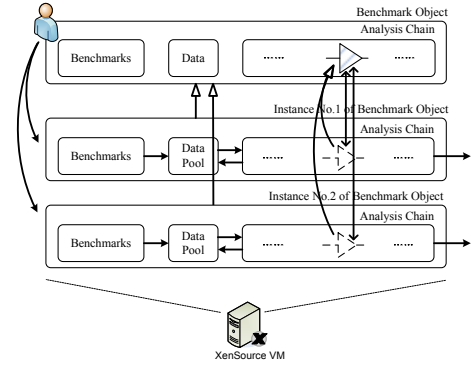 Benchmark Object
Analysis Chain
Benchmarks
Data
......
......
Instance No.1 of Benchmark Object
Analysis Chain
Benchmarks
Data
Pool
......
......
Instance No.2 of Benchmark Object
Analysis Chain
Benchmarks
Data
Pool
......
......
XenSource VM